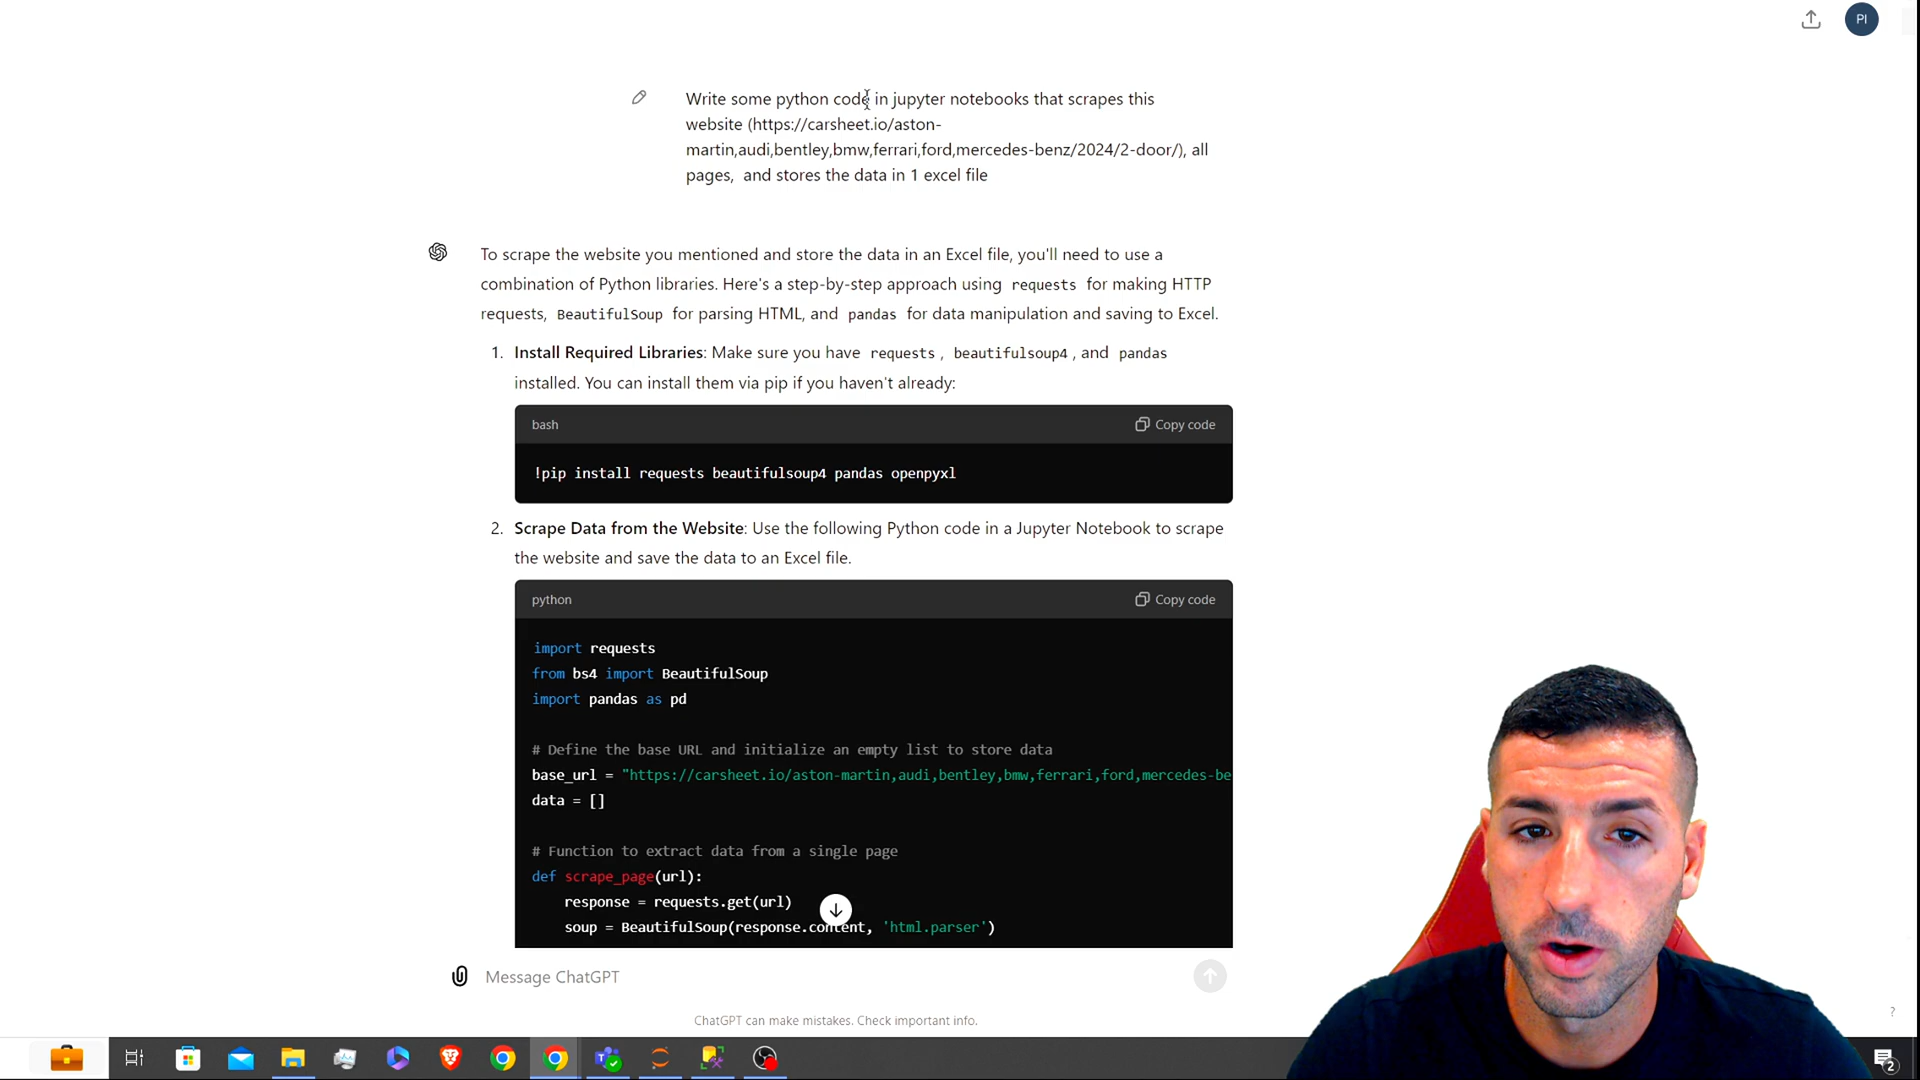 PI
Write some python code in jupyter notebooks that scrapes this
website (https://carsheet.io/aston-
martin,audi,bentley,bmw,ferrari,ford,mercedes-benz/2024/2-door/), all
pages,  and stores the data in 1 excel file
To scrape the website you mentioned and store the data in an Excel file, you'll need to use a
combination of Python libraries. Here's a step-by-step approach using requests for making HTTP
requests, BeautifulSoup for parsing HTML, and pandas for data manipulation and saving to Excel.
1. Install Required Libraries: Make sure you have requests , beautifulsoup4 , and pandas
installed. You can install them via pip if you haven't already:
bash Copy code
!pip install requests beautifulsoup4 pandas openpyxl
2. Scrape Data from the Website: Use the following Python code in a Jupyter Notebook to scrape
the website and save the data to an Excel file.
python Copy code
import requests
from bs4 import BeautifulSoup
import pandas as pd
# Define the base URL and initialize an empty list to store data
base_url = "https://carsheet.io/aston-martin,audi,bentley,bmw,ferrari,ford,mercedes-be
data = []
# Function to extract data from a single page
def scrape_page(url):
response = requests.get(url)
soup = BeautifulSoup(response.content, 'html.parser')
Message ChatGPT
ChatGPT can make mistakes. Check important info.
?
2